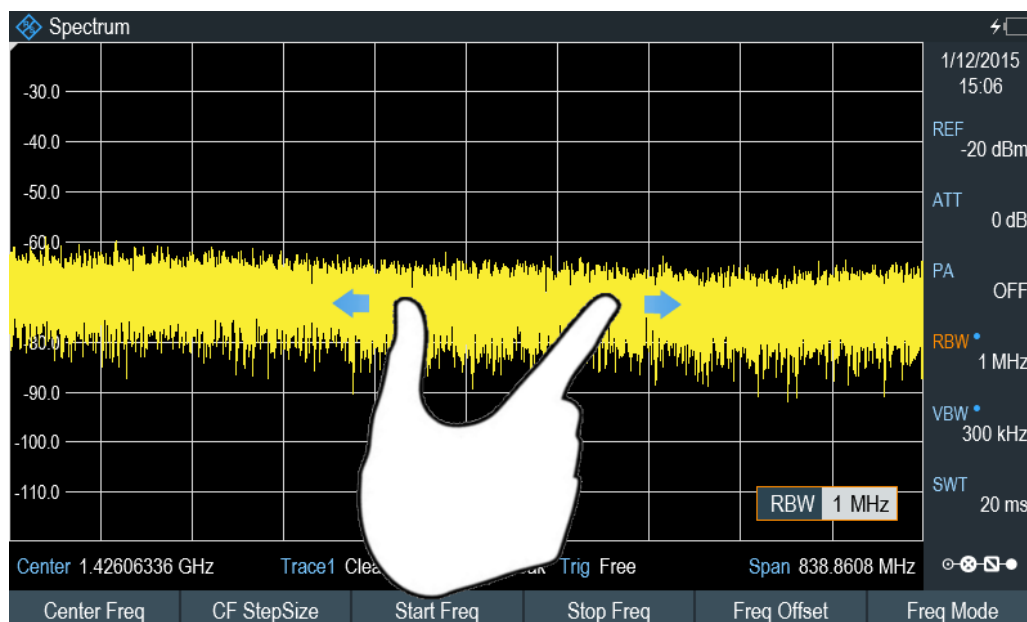 Spectrum
1/12/2015
15:06
-30.0
-40.0
-50.0
-60.0
-80.0
-90.0
-100.0
-110.0
REF
-20 dBm
ATT
0 dB
PA
OFF
RBW
1 MHz
VBW
300 kHz
SWT
20 ms
RBW 1 MHz
Center 1.42606336 GHz Trace1 Trig Free Span 838.8608 MHz
Center Freq CF StepSize Start Freq Stop Freq Freq Offset Freq Mode